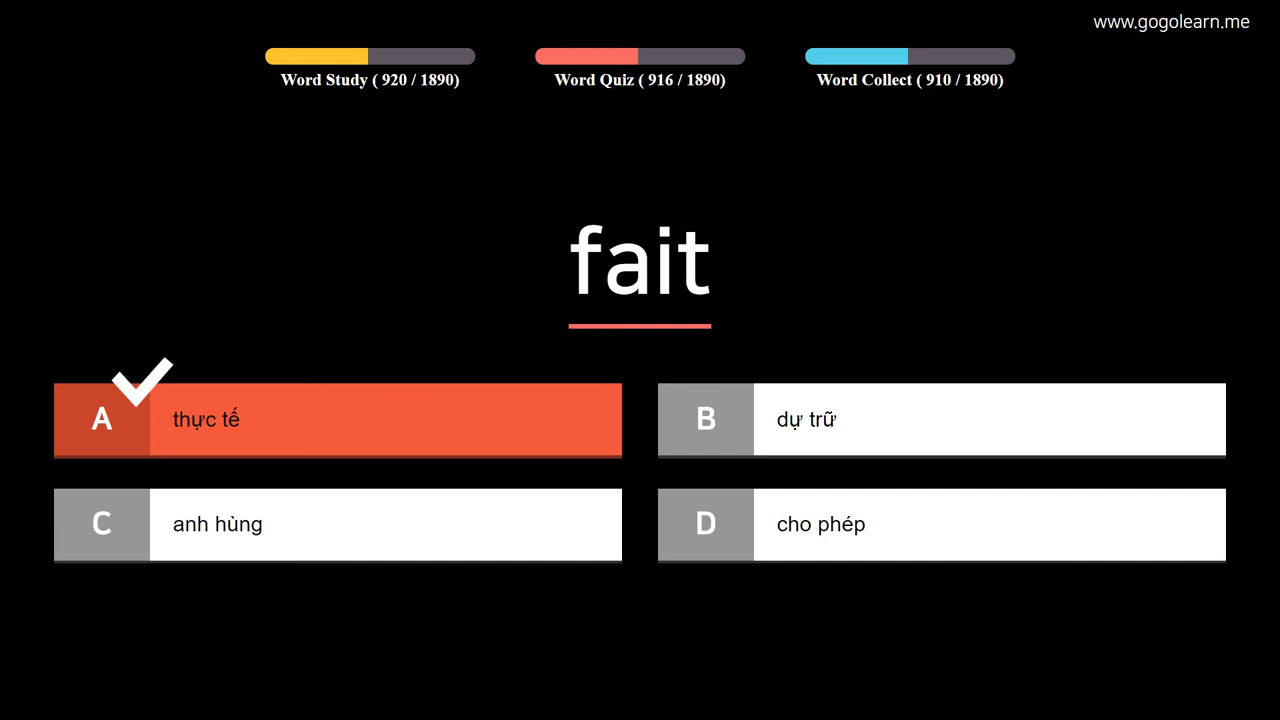 www.gogolearn.me
Word Study ( 920 / 1890)
Word Quiz ( 916 / 1890)
Word Collect ( 910 / 1890)
fait
A thực tế
B dự trữ
C anh hùng
D cho phép